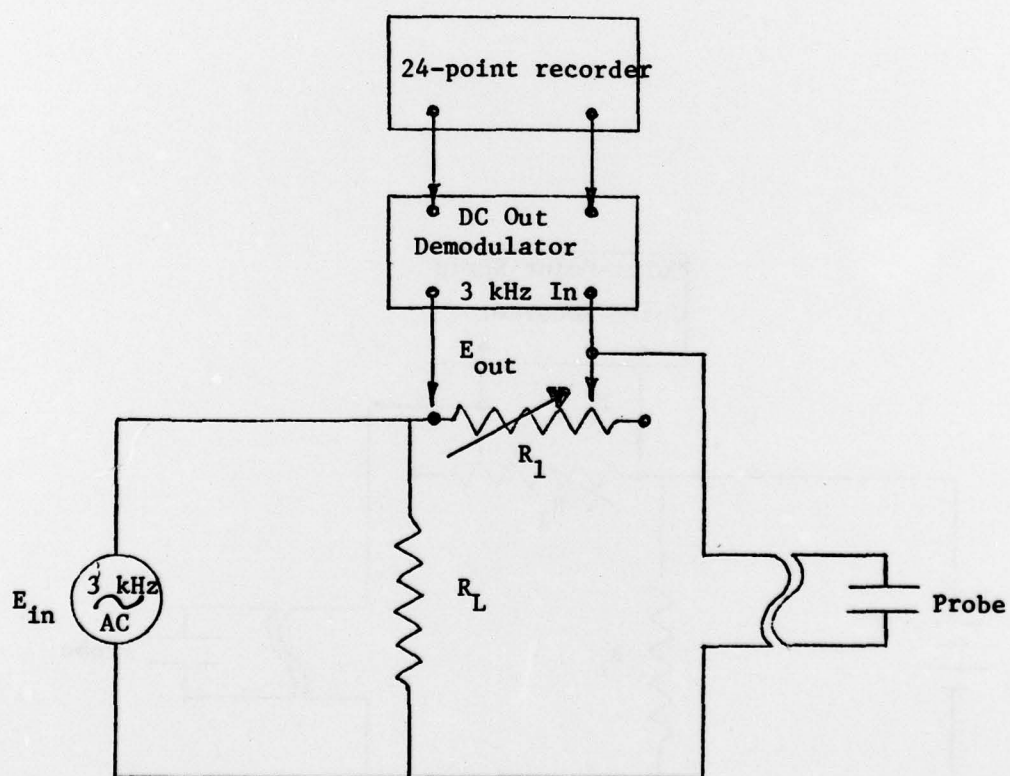 24-point recorder
DC Out
Demodulator
3 kHz In
E out
R 1
3 kHz
AC
E in
R L
Probe